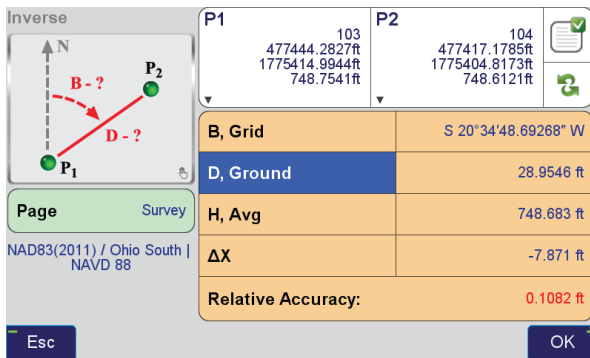 Inverse
N
B - ?
P2
D - ?
P1
P1
103
477444.2827ft
1775414.9944ft
748.7541ft
P2
104
477417.1785ft
1775404.8173ft
748.6121ft
B, Grid S 20°34'48.69268" W
D, Ground 28.9546 ft
H, Avg 748.683 ft
ΔX -7.871 ft
Relative Accuracy: 0.1082 ft
Page Survey
NAD83(2011) / Ohio South |
NAVD 88
Esc
OK